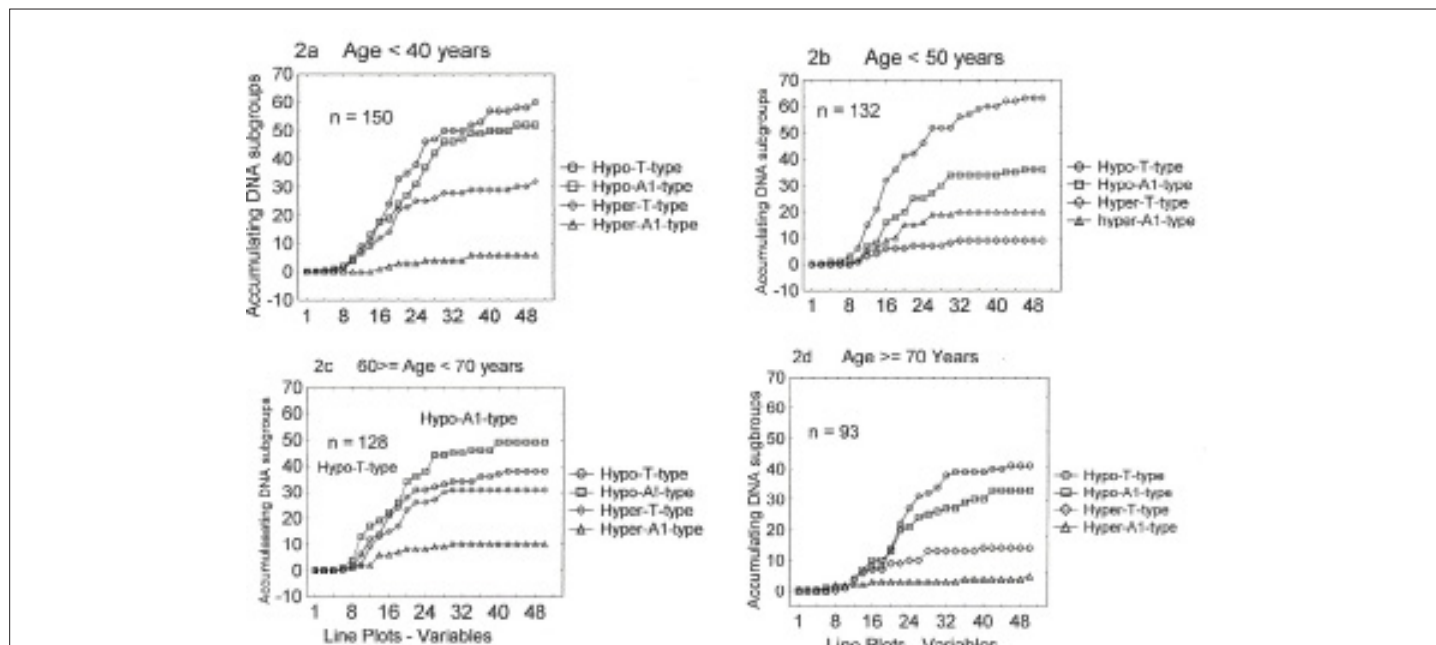 2a Age < 40 years
Accumulating DNA subgroups
70
60
50
40
30
20
10
0
-10
n = 150
1 8 16 24 32 40 48
Hypo-T-type
Hypo-A1-type
Hyper-T-type
Hyper-A1-type
2b Age < 50 years
Accumulating DNA subgroups
70
60
50
40
30
20
10
0
-10
n = 132
1 8 16 24 32 40 48
Hypo-T-type
Hypo-A1-type
Hyper-T-type
hyper-A1-type
2c 60>= Age < 70 years
DNA subgroups
70
60
50
40
30
20
10
0
-10
Hypo-A1-type
n = 128
Hypo-T-type
1 8 16 24 32 40 48
Line Plots - Variables
Hypo-T-type
Hypo-A!-type
Hyper-T-type
Hyper-A1-type
2d Age >= 70 Years
Accumulating DNA sugbroups
70
60
50
40
30
20
10
0
n = 93
1 8 16 24 32 40 48
Line Plots - Variables
Hypo-T-type
Hypo-A1-type
Hyper-T-type
Hyper-A1-type